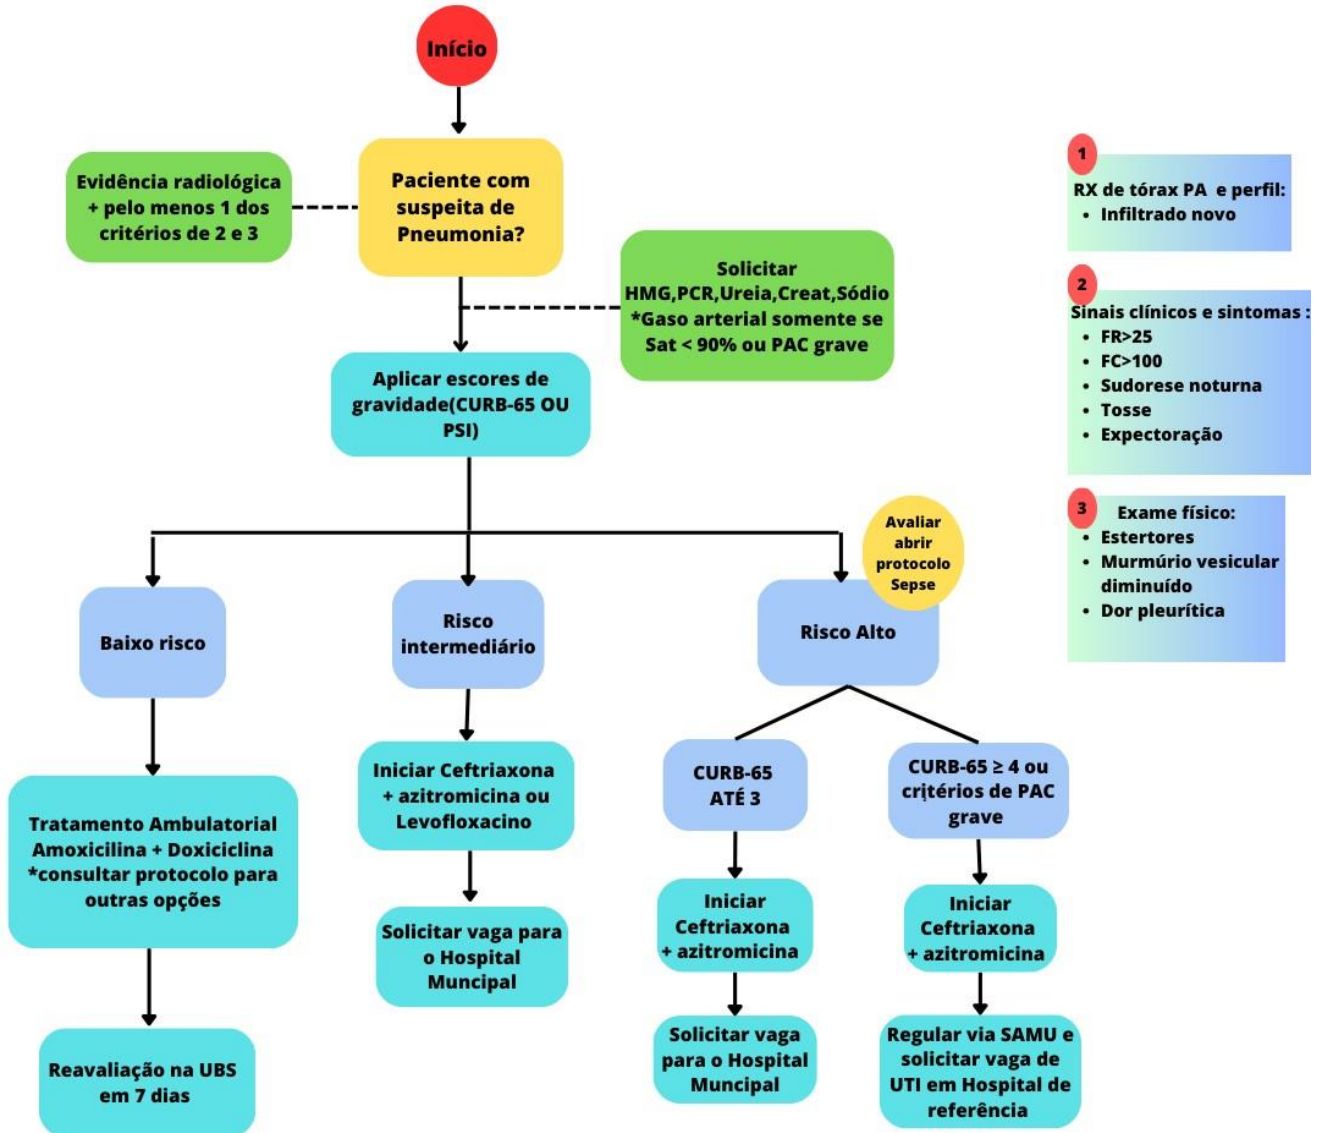 Início
Evidência radiológica
+ pelo menos 1 dos
critérios de 2 e 3
Paciente com
suspeita de
Pneumonia?
Solicitar
HMG,PCR,Ureia,Creat,Sódio
*Gaso arterial somente se
Sat < 90% ou PAC grave
Aplicar escores de
gravidade(CURB-65 OU
PSI)
Baixo risco
Risco
intermediário
Avaliar
abrir
protocolo
Sepse
Risco Alto
Tratamento Ambulatorial
Amoxicilina + Doxiciclina
*consultar protocolo para
outras opções
Reavaliação na UBS
em 7 dias
Iniciar Ceftriaxona
+ azitromicina ou
Levofloxacino
Solicitar vaga para
o Hospital
Muncipal
CURB-65
ATÉ 3
Iniciar
Ceftriaxona
+ azitromicina
Solicitar vaga
para o Hospital
Muncipal
CURB-65 ≥ 4 ou
critérios de PAC
grave
Iniciar
Ceftriaxona
+ azitromicina
Regular via SAMU e
solicitar vaga de
UTI em Hospital de
referência
1
RX de tórax PA e perfil:
• Infiltrado novo
2
Sinais clínicos e sintomas :
• FR>25
• FC>100
• Sudorese noturna
• Tosse
• Expectoração
3
Exame físico:
• Estertores
• Murmúrio vesicular
diminuído
• Dor pleurítica